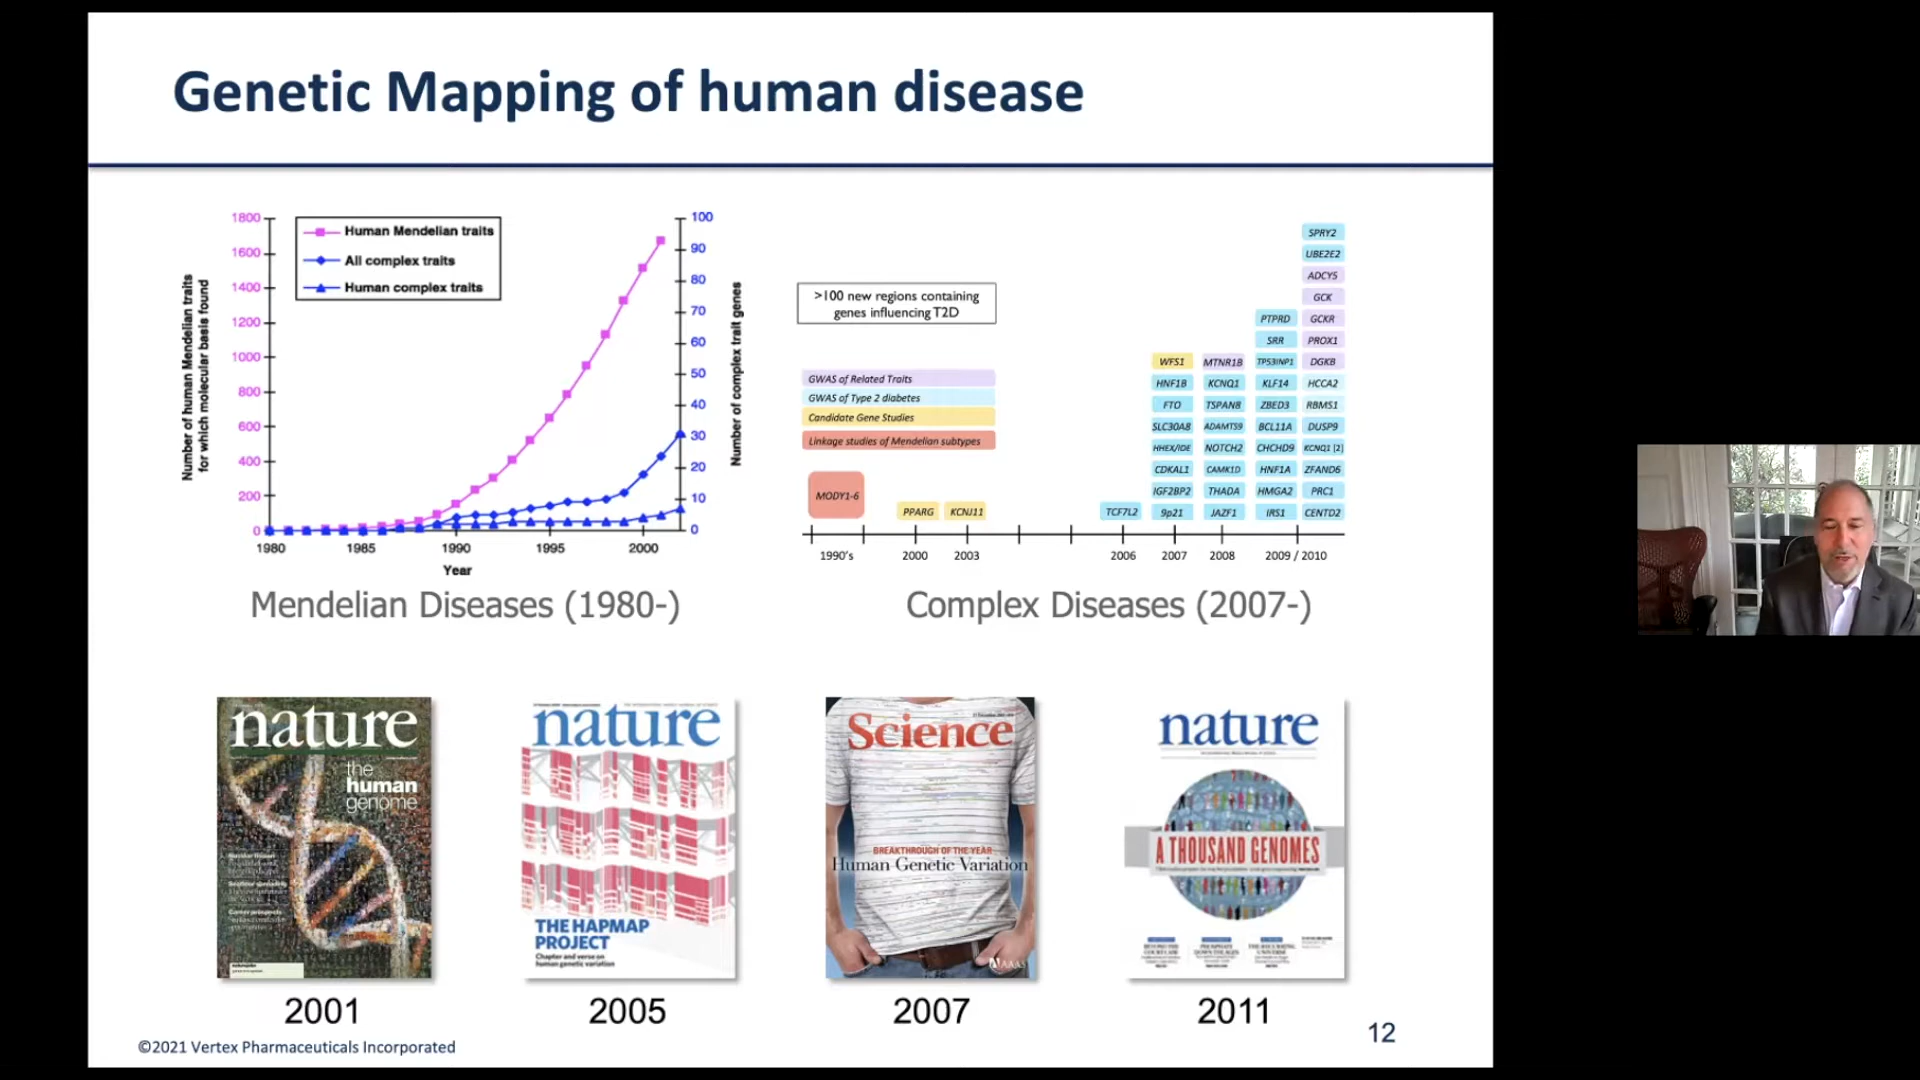 Genetic Mapping of human disease
1800
1600
1400
1200
1000
800
600
400
200
0
Number of human Mendelian traits
for which molecular basis found
Human Mendelian traits
All complex traits
Human complex traits
100
90
80
70
60
50
40
30
20
10
0
Number of complex trait genes
1980
1985
1990
1995
2000
Year
Mendelian Diseases (1980-)
>100 new regions containing
genes influencing T2D
GWAS of Related Traits
GWAS of Type 2 diabetes
Candidate Gene Studies
Linkage studies of Mendelian subtypes
MODY1-6
PPARG
KCNJ11
TCF7L2
WFS1
HNF1B
FTO
SLC30A8
HHEX/IDE
CDKAL1
IGF2BP2
9p21
MTNR1B
KCNQ1
TSPAN8
ADAMTS9
NOTCH2
CAMK1D
THADA
JAZF1
PTPRD
SRR
TP53INP1
KLF14
ZBED3
BCL11A
CHCHD9
HNF1A
HMGA2
IRS1
SPRY2
UBE2E2
ADCY5
GCK
GCKR
PROX1
DGKB
HCCA2
RBMS1
DUSP9
KCNQ1 [2]
ZFAND6
PRC1
CENTD2
1990's
2000
2003
2006
2007
2008
2009 / 2010
Complex Diseases (2007-)
nature
the
human
genome
2001
nature
THE HAPMAP
PROJECT
Chapter and verse on
human genetic variation
2005
Science
BREAKTHROUGH OF THE YEAR
Human Genetic Variation
AAAS
2007
nature
A THOUSAND GENOMES
2011
©2021 Vertex Pharmaceuticals Incorporated
12